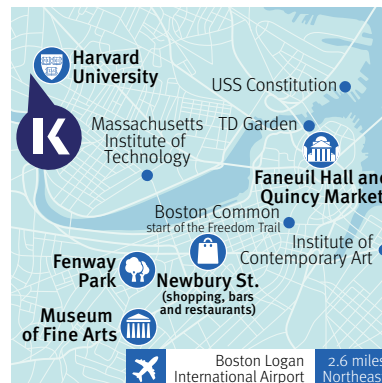 Harvard
University
USS Constitution
K
Massachusetts
Institute of
Technology
TD Garden
Faneuil Hall and
Quincy Market
Boston Common
start of the Freedom Trail
Institute of
Contemporary Art
Fenway
Park
Newbury St.
(shopping, bars
and restaurants)
Museum
of Fine Arts
Boston Logan
International Airport
2.6 miles
Northeas